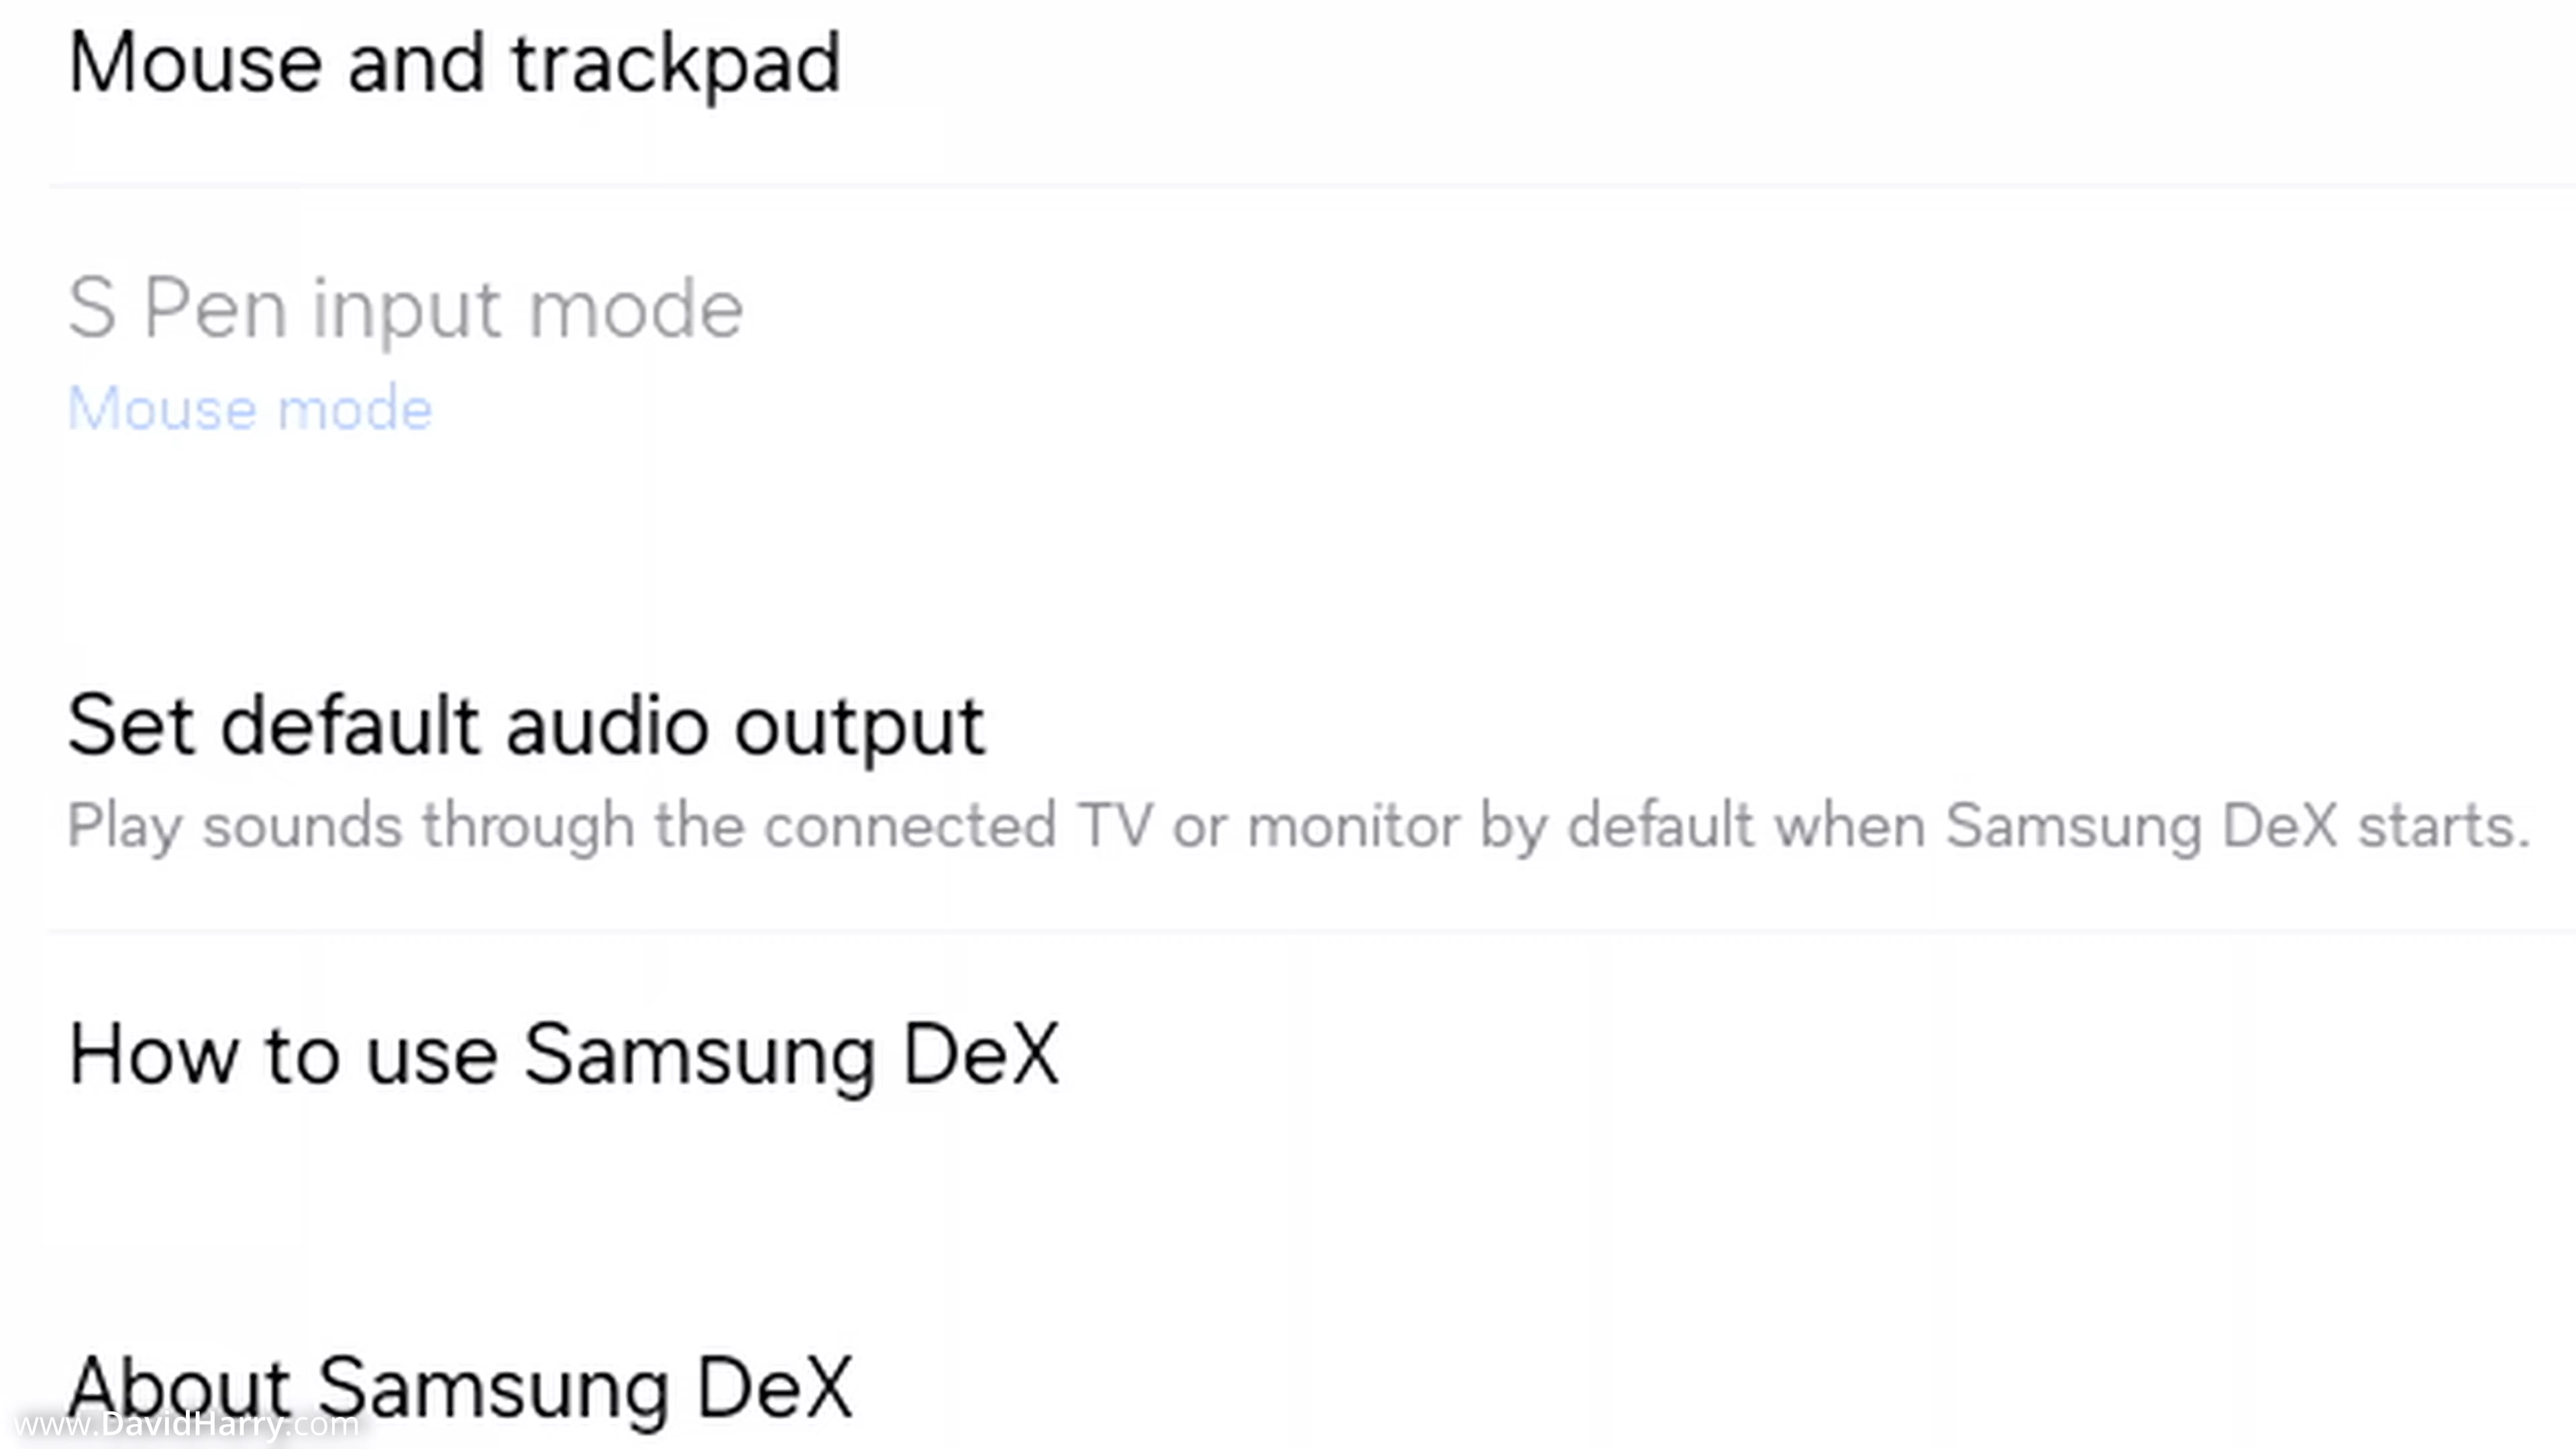 Mouse and trackpad
S Pen input mode
Mouse mode
Set default audio output
Play sounds through the connected TV or monitor by default when Samsung DeX starts.
How to use Samsung DeX
About Samsung DeX
www.DavidHarry.com